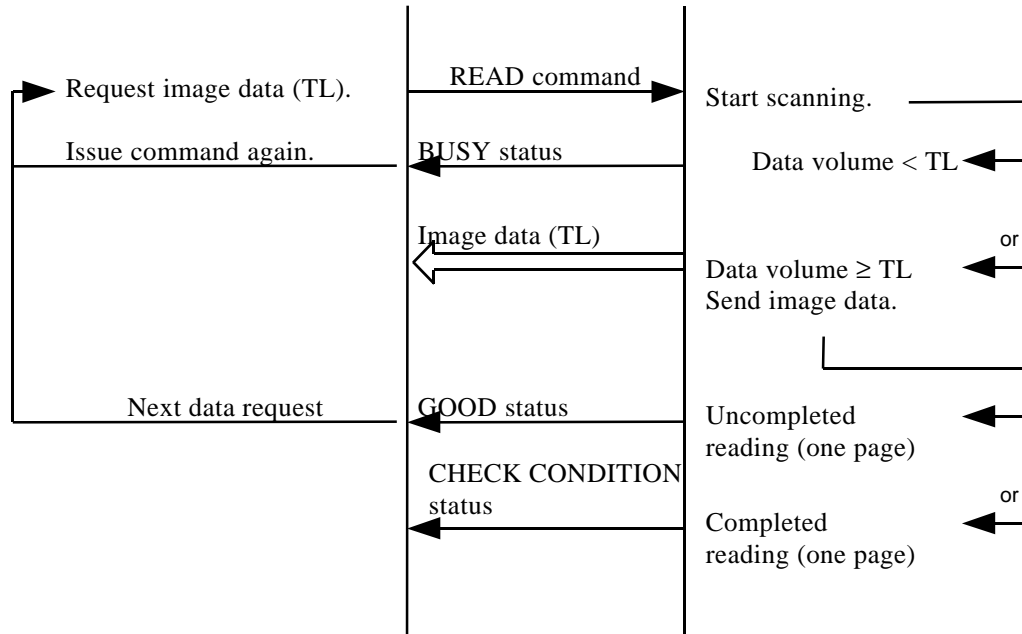 READ command
Request image data (TL).
Start scanning.
Issue command again.
BUSY status
Data volume < TL
Image data (TL)
or
Data volume ≥ TL
Send image data.
Next data request
GOOD status
Uncompleted
reading (one page)
CHECK CONDITION
status
or
Completed
reading (one page)